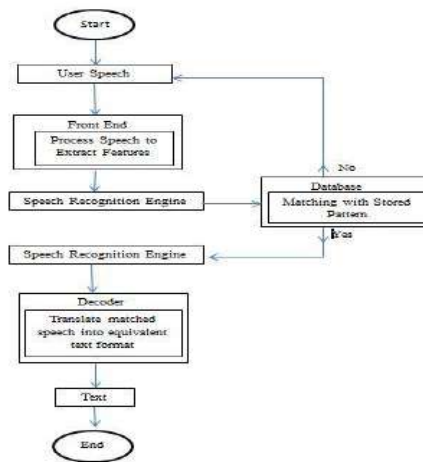 Start
User Speech
Front End
Process Speech to
Extract Features
No
Speech Recognition Engine
Database
Matching with Stored
Pattern
Yes
Speech Recognition Engine
Decoder
Translate matched
speech into equivalent
text format
Text
End